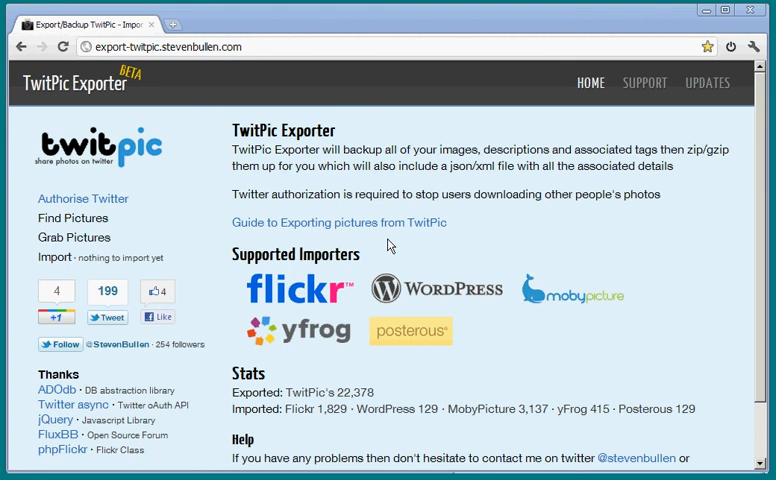 Export/Backup TwitPic - Impor
export-twitpic.stevenbullen.com
TwitPic Exporter BETA
HOME SUPPORT UPDATES
twitpic
share photos on twitter
Authorise Twitter
Find Pictures
Grab Pictures
Import - nothing to import yet
4 199 4
+1 Tweet Like
Follow @StevenBullen · 254 followers
Thanks
ADOdb · DB abstraction library
Twitter async · Twitter oAuth API
jQuery · Javascript Library
FluxBB · Open Source Forum
phpFlickr · Flickr Class
TwitPic Exporter
TwitPic Exporter will backup all of your images, descriptions and associated tags then zip/gzip
them up for you which will also include a json/xml file with all the associated details
Twitter authorization is required to stop users downloading other people's photos
Guide to Exporting pictures from TwitPic
Supported Importers
flickr™ WORDPRESS mobypicture
yfrog posterous°
Stats
Exported: TwitPic's 22,378
Imported: Flickr 1,829 · WordPress 129 · MobyPicture 3,137 · yFrog 415 · Posterous 129
Help
If you have any problems then don't hesitate to contact me on twitter @stevenbullen or